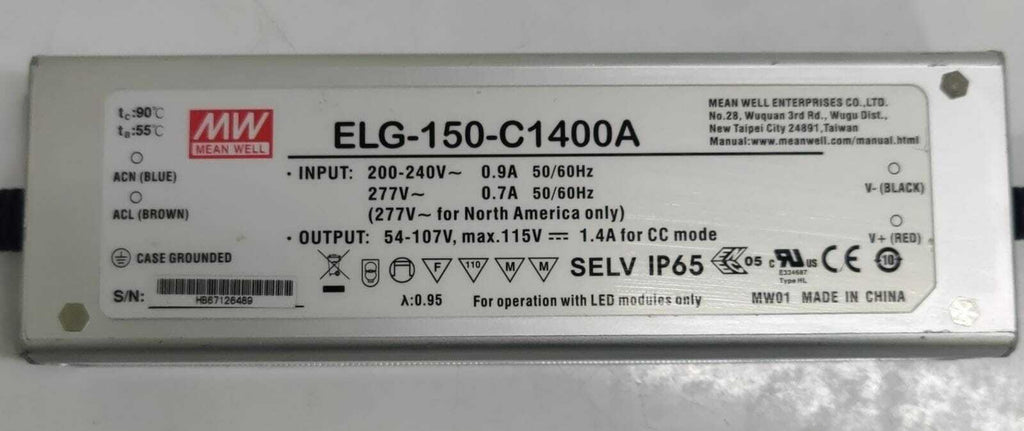 tc:90℃
ta:55℃
MW
MEAN WELL
ELG-150-C1400A
MEAN WELL ENTERPRISES CO.,LTD.
No.28, Wuquan 3rd Rd., Wugu Dist.,
New Taipei City 24891,Taiwan
Manual:www.meanwell.com/manual.html
ACN (BLUE)
ACL (BROWN)
· INPUT: 200-240V~ 0.9A 50/60Hz
277V~ 0.7A 50/60Hz
(277V~ for North America only)
· OUTPUT: 54-107V, max.115V⎓ 1.4A for CC mode
V- (BLACK)
V+ (RED)
CASE GROUNDED
F 110 M M SELV IP65 05 c RU us CE 10
E334687
Type HL
S/N: HB67126489
λ:0.95 For operation with LED modules only MW01 MADE IN CHINA